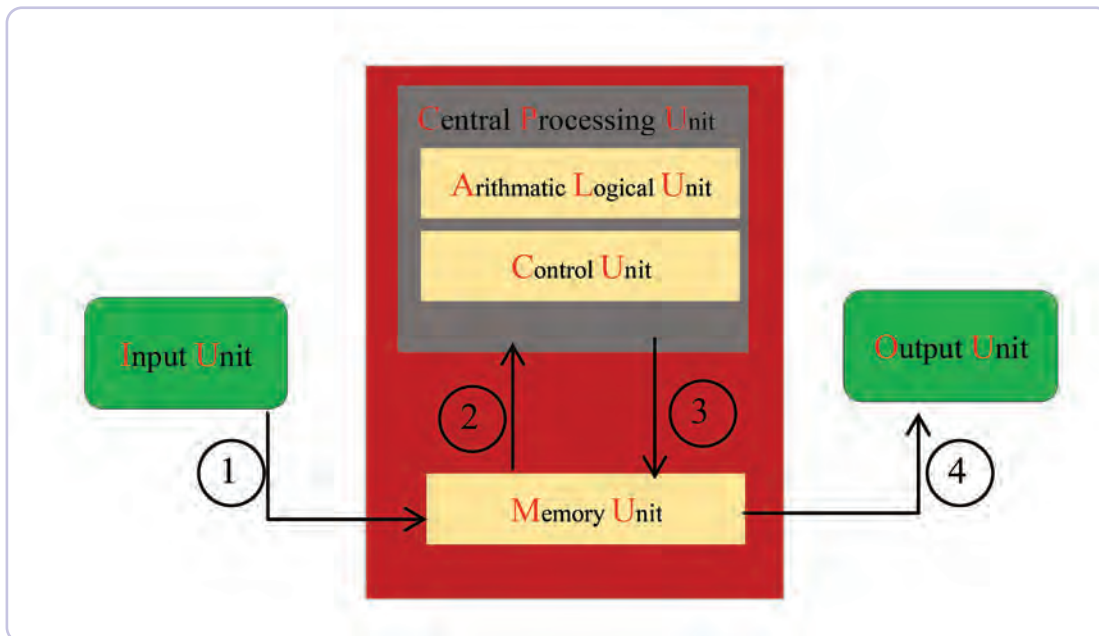 Central Processing Unit
Arithmatic Logical Unit
Control Unit
Input Unit
Output Unit
2
3
1
4
Memory Unit